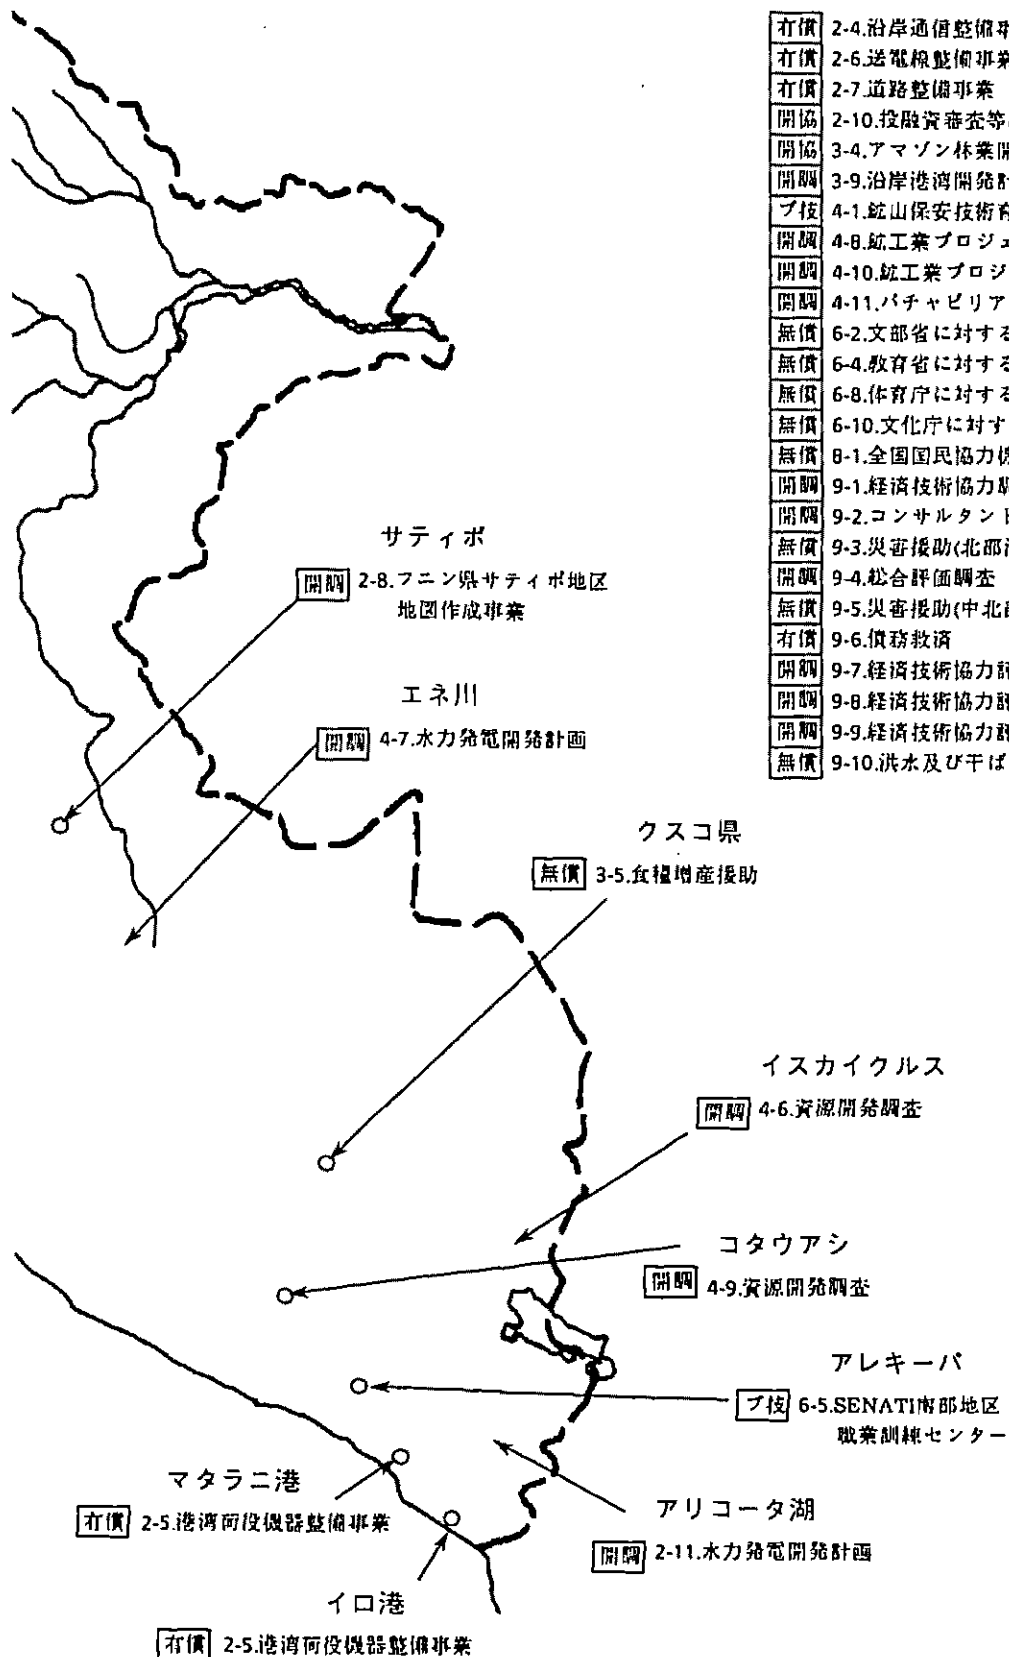 有償 2-4.沿岸通信整備事
有償 2-6.送電線整備事業
有償 2-7.道路整備事業
開協 2-10.投融資審査等
開協 3-4.アマゾン林業開
開調 3-9.沿岸港湾開発計
プ技 4-1.鉱山保安技術育
開調 4-8.鉱工業プロジェ
開調 4-10.鉱工業プロジ
開調 4-11.パチャピリア
無償 6-2.文部省に対する
無償 6-4.教育省に対する
無償 6-8.体育庁に対する
無償 6-10.文化庁に対す
無償 8-1.全国国民協力
開調 9-1.経済技術協力
開調 9-2.コンサルタント
無償 9-3.災害援助(北部
開調 9-4.総合評価調査
無償 9-5.災害援助(中北
有償 9-6.債務救済
開調 9-7.経済技術協力評
開調 9-8.経済技術協力評
開調 9-9.経済技術協力評
無償 9-10.洪水及び干ば
サティポ
開調 2-8.フニン県サティポ地区
地図作成事業
エネ川
開調 4-7.水力発電開発計画
クスコ県
無償 3-5.食糧増産援助
イスカイクルス
開調 4-6.資源開発調査
コタウアシ
開調 4-9.資源開発調査
アレキーパ
プ技 6-5.SENATI南部地区
職業訓練センター
マタラニ港
有償 2-5.港湾荷役機器整備事業
アリコータ湖
開調 2-11.水力発電開発計画
イロ港
有償 2-5.港湾荷役機器整備事業